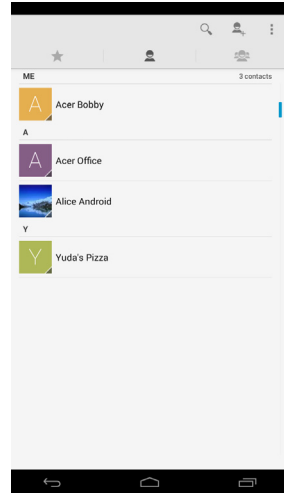 ME 3 contacts
A Acer Bobby
A
A Acer Office
Alice Android
Y
Y Yuda's Pizza